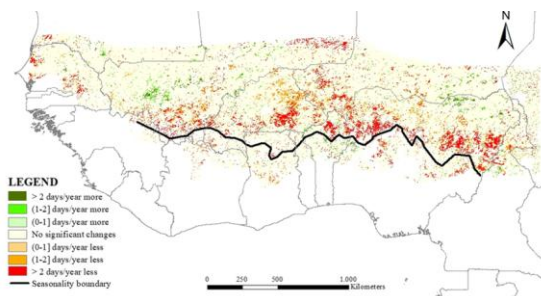 N
LEGEND
> 2 days/year more
(1-2] days/year more
(0-1] days/year more
No significant changes
(0-1] days/year less
(1-2] days/year less
> 2 days/year less
Seasonality boundary
0 250 500 1.000
Kilometers